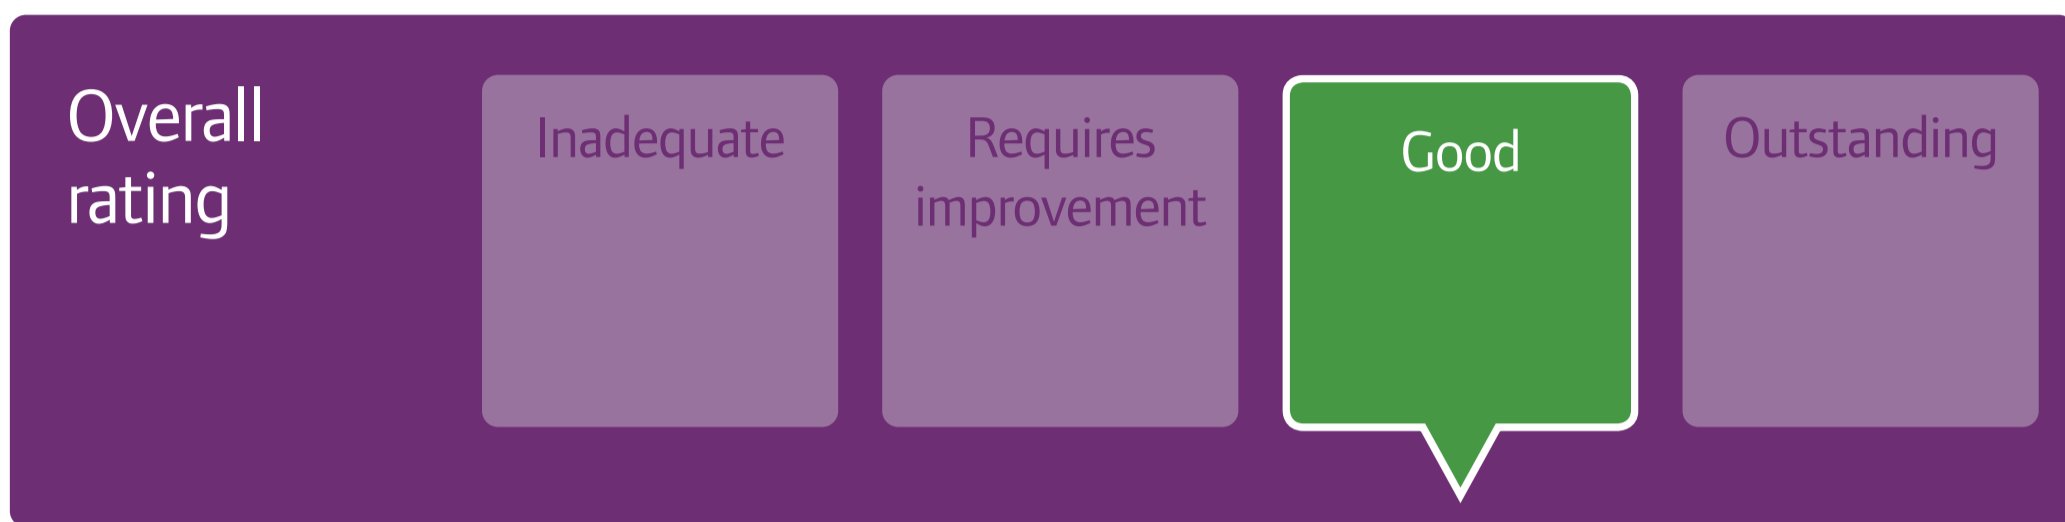 Overall
rating
Inadequate
Requires
improvement
Good
Outstanding